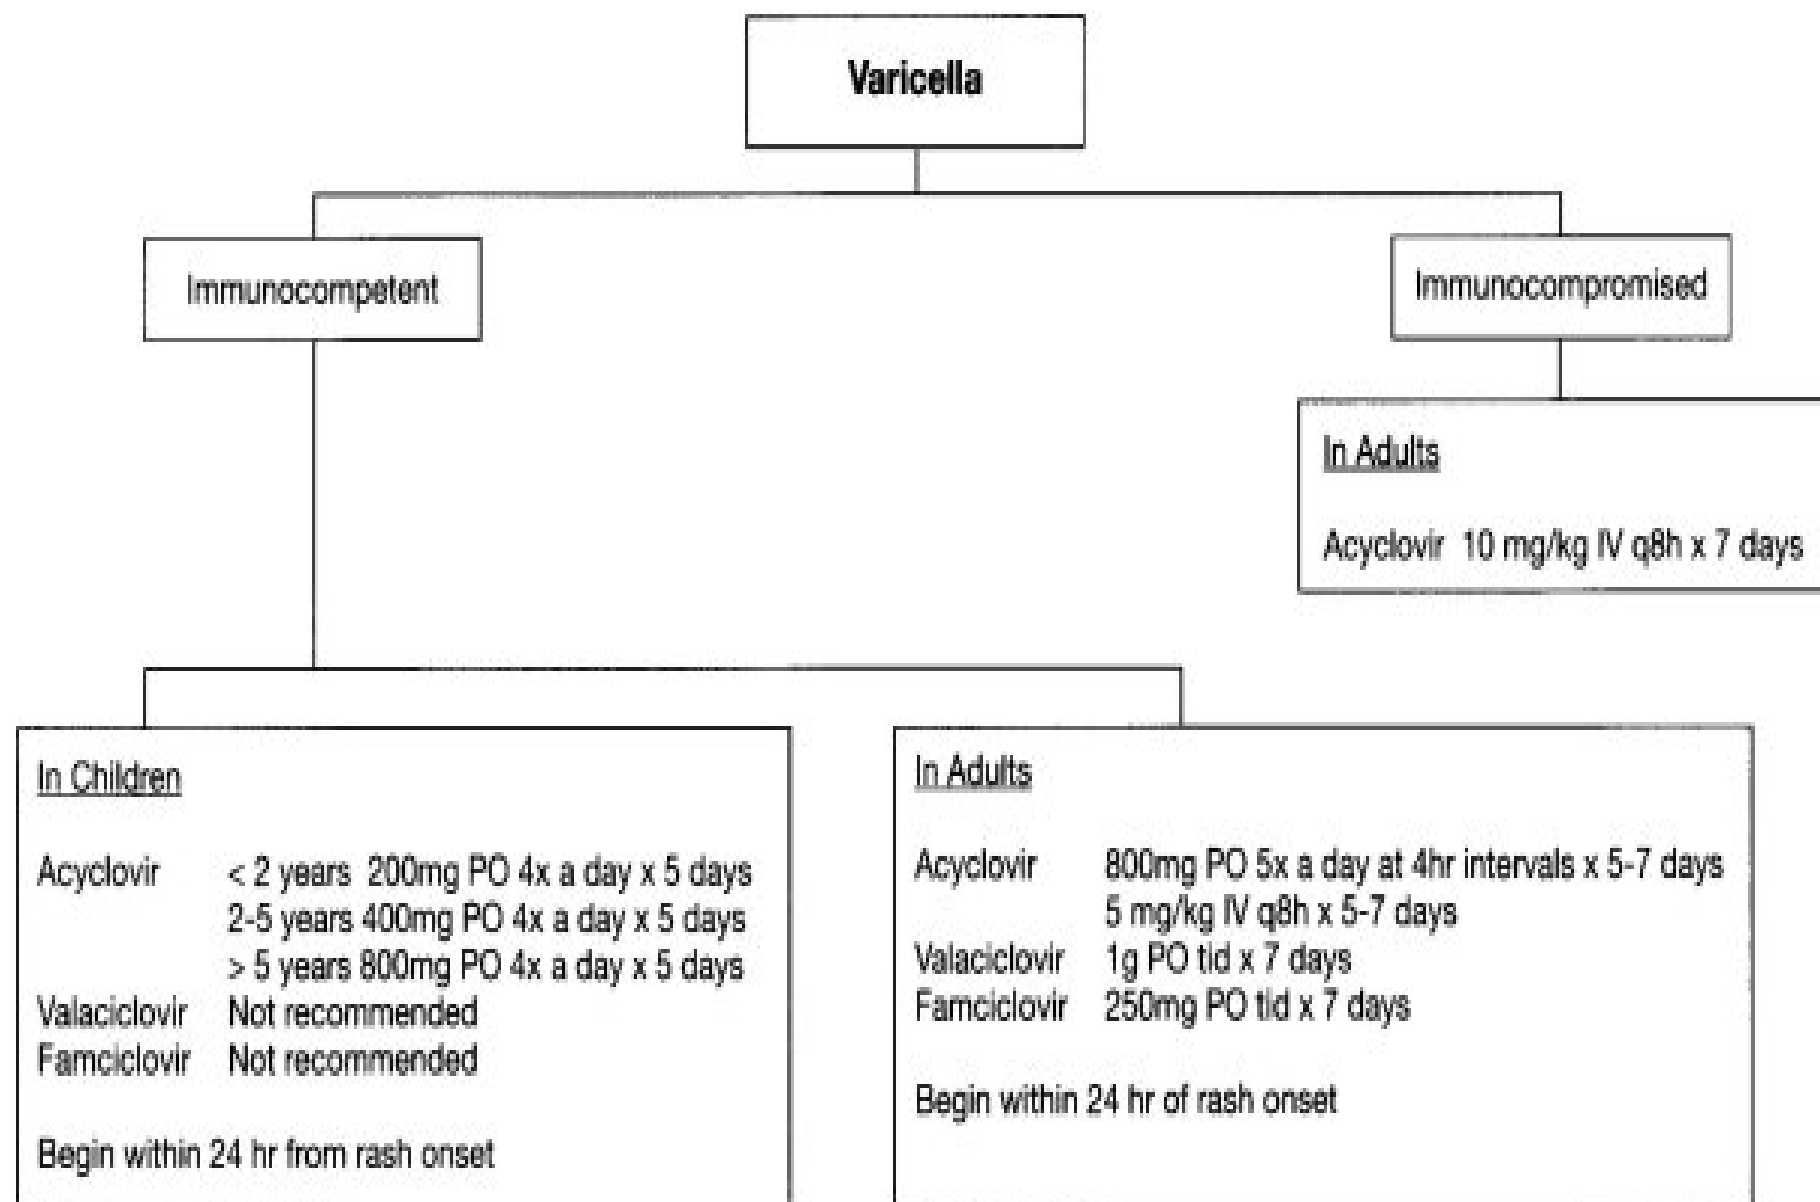 Varicella
Immunocompetent
Immunocompromised
In Adults
Acyclovir 10 mg/kg IV q8h x 7 days
In Children
Acyclovir < 2 years 200mg PO 4x a day x 5 days
2-5 years 400mg PO 4x a day x 5 days
> 5 years 800mg PO 4x a day x 5 days
Valaciclovir Not recommended
Famciclovir Not recommended
Begin within 24 hr from rash onset
In Adults
Acyclovir 800mg PO 5x a day at 4hr intervals x 5-7 days
5 mg/kg IV q8h x 5-7 days
Valaciclovir 1g PO tid x 7 days
Famciclovir 250mg PO tid x 7 days
Begin within 24 hr of rash onset